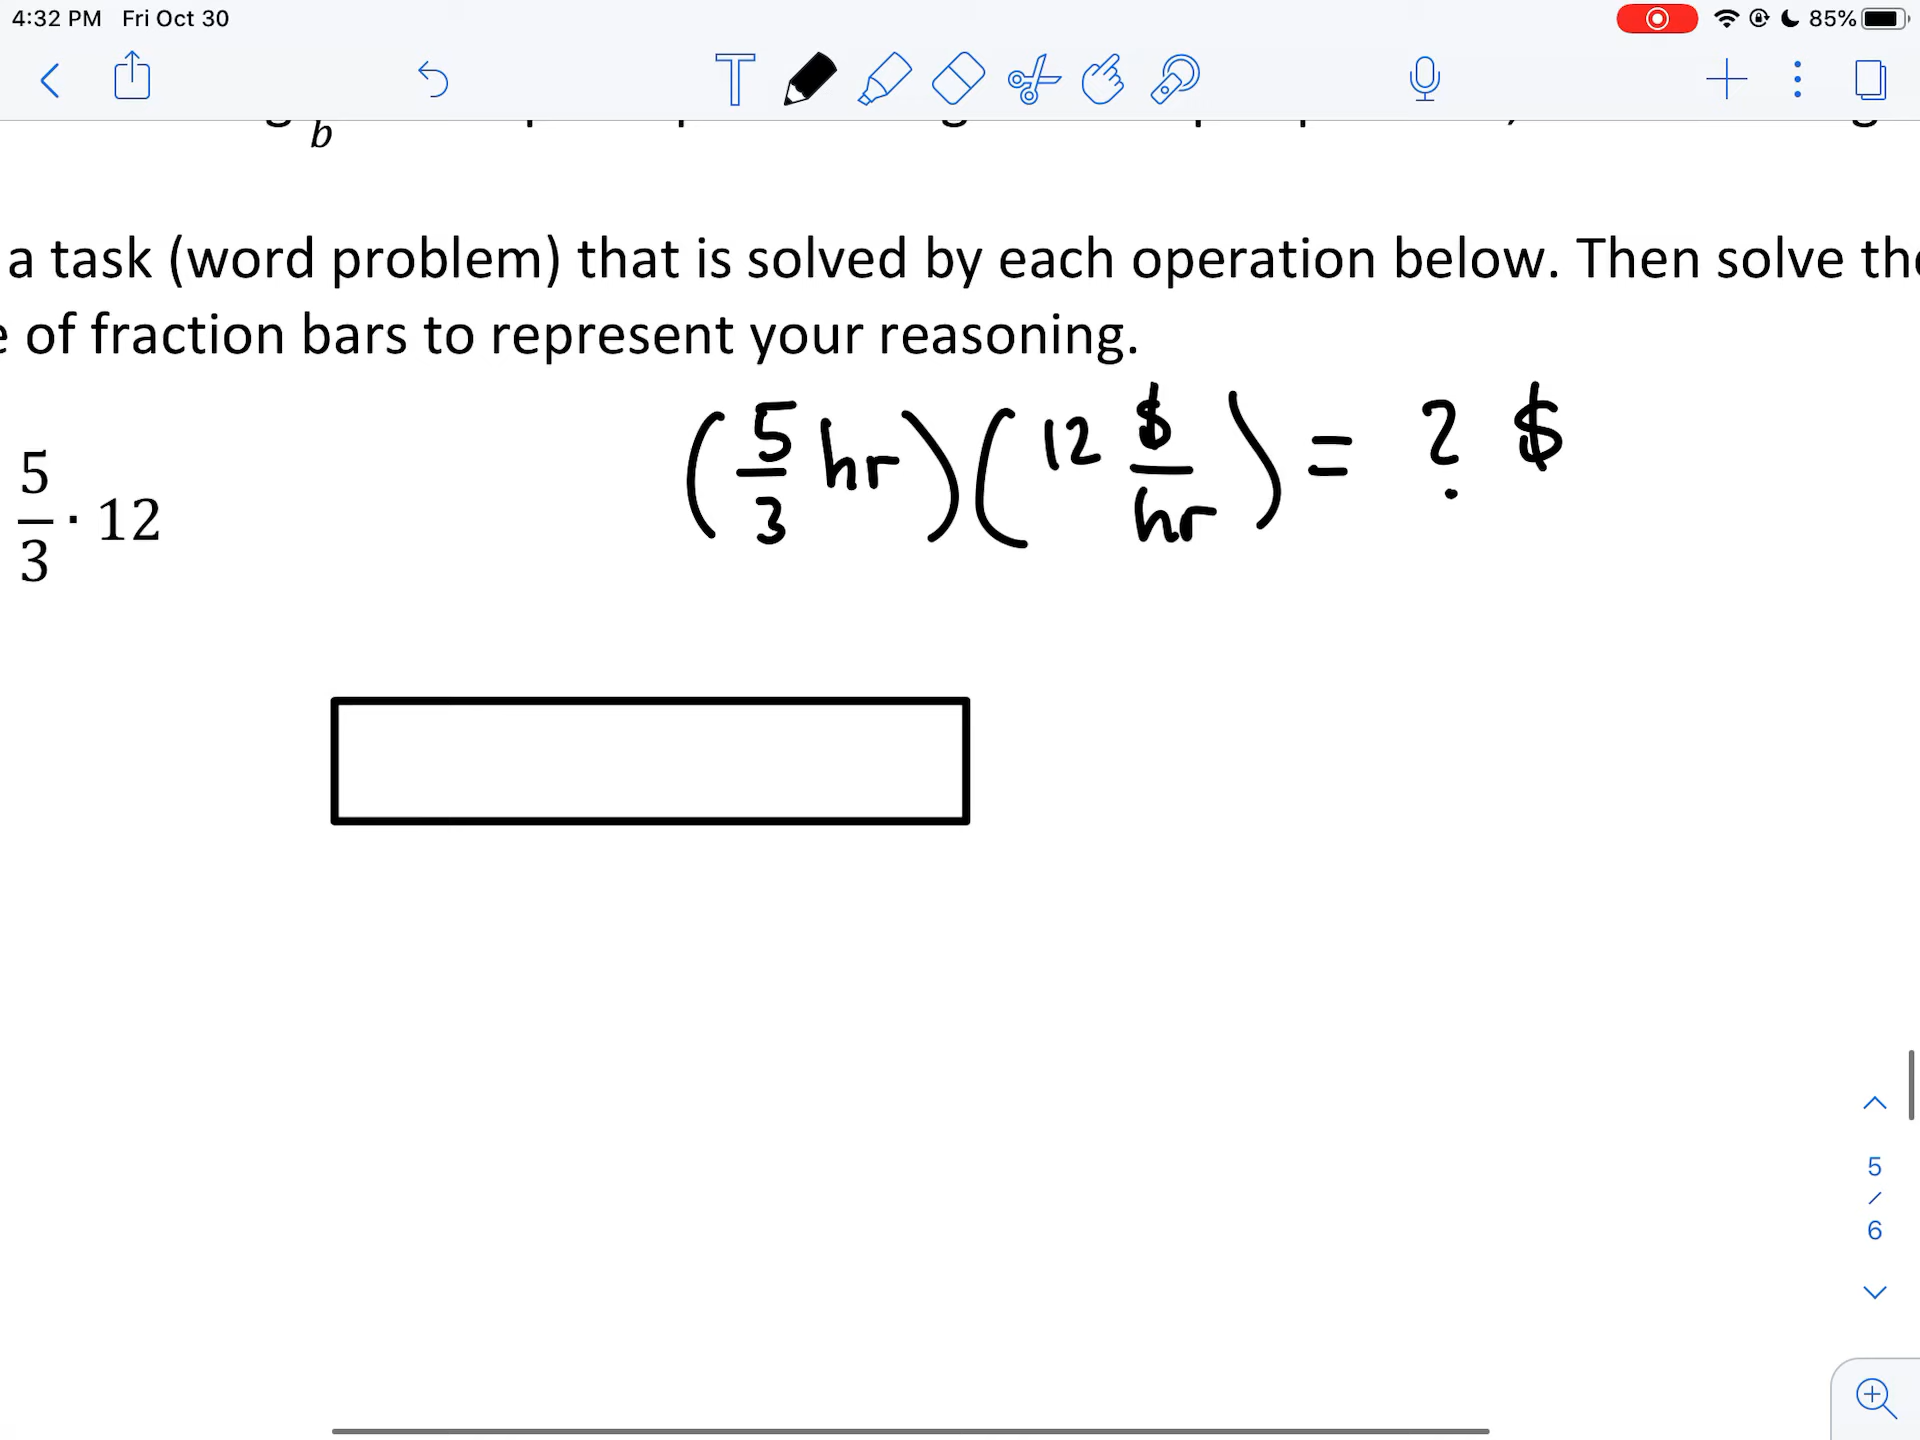 4:32 PM Fri Oct 30 85%
T
b
a task (word problem) that is solved by each operation below. Then solve
of fraction bars to represent your reasoning.
(5/3 hr)(12 $/hr) = ? $
5/3 · 12
5
/
6